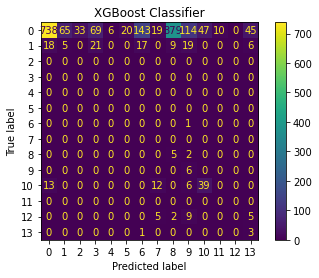 XGBoost Classifier
0 738 65 33 69 6 20 143 19 379 114 47 10 0 45
1 18 5 0 21 0 0 17 0 9 19 0 0 0 6
2 0 0 0 0 0 0 0 0 0 0 0 0 0 0
3 0 0 0 0 0 0 0 0 0 0 0 0 0 0
4 0 0 0 0 0 0 0 0 0 0 0 0 0 0
5 0 0 0 0 0 0 0 0 0 0 0 0 0 0
6 0 0 0 0 0 0 0 0 0 1 0 0 0 0
7 0 0 0 0 0 0 0 0 0 0 0 0 0 0
8 0 0 0 0 0 0 0 0 5 2 0 0 0 0
9 0 0 0 0 0 0 0 0 0 6 0 0 0 0
10 13 0 0 0 0 0 0 12 0 6 39 0 0 0
11 0 0 0 0 0 0 0 0 0 0 0 0 0 0
12 0 0 0 0 0 0 0 5 2 9 0 0 0 5
13 0 0 0 0 0 0 1 0 0 0 0 0 0 3
0 1 2 3 4 5 6 7 8 9 10 11 12 13
Predicted label
True label
700
600
500
400
300
200
100
0